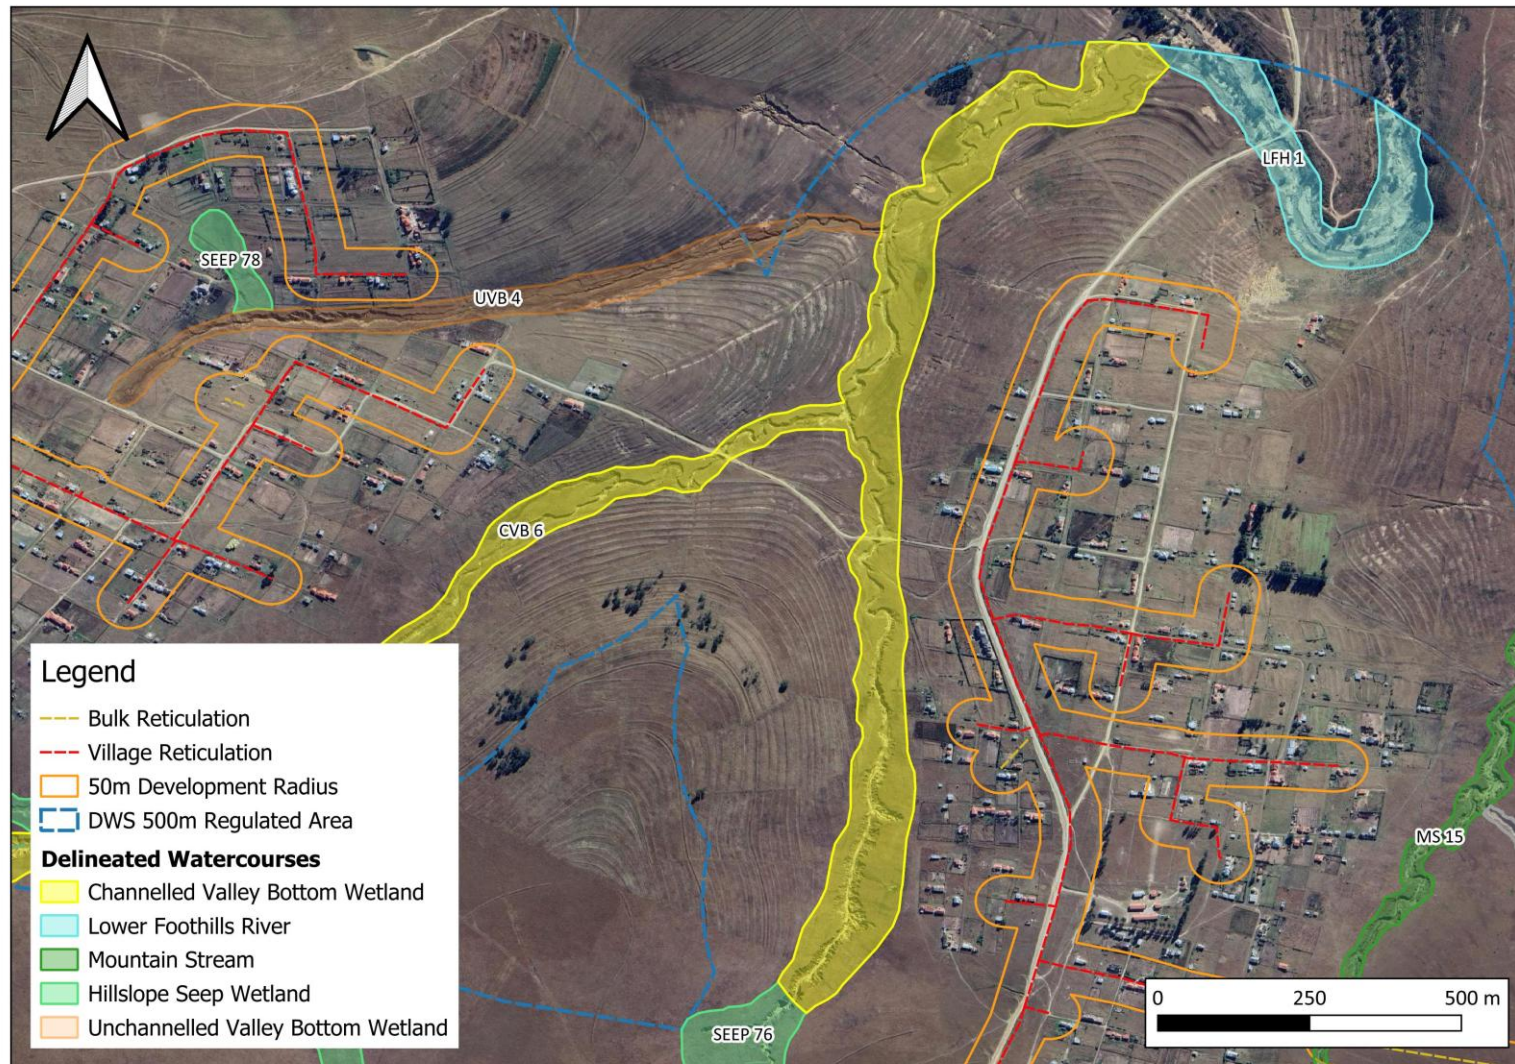 LFH 1
SEEP 78
UVB 4
CVB 6
MS 15
SEEP 76
Legend
Bulk Reticulation
Village Reticulation
50m Development Radius
DWS 500m Regulated Area
Delineated Watercourses
Channelled Valley Bottom Wetland
Lower Foothills River
Mountain Stream
Hillslope Seep Wetland
Unchannelled Valley Bottom Wetland
0 250 500 m